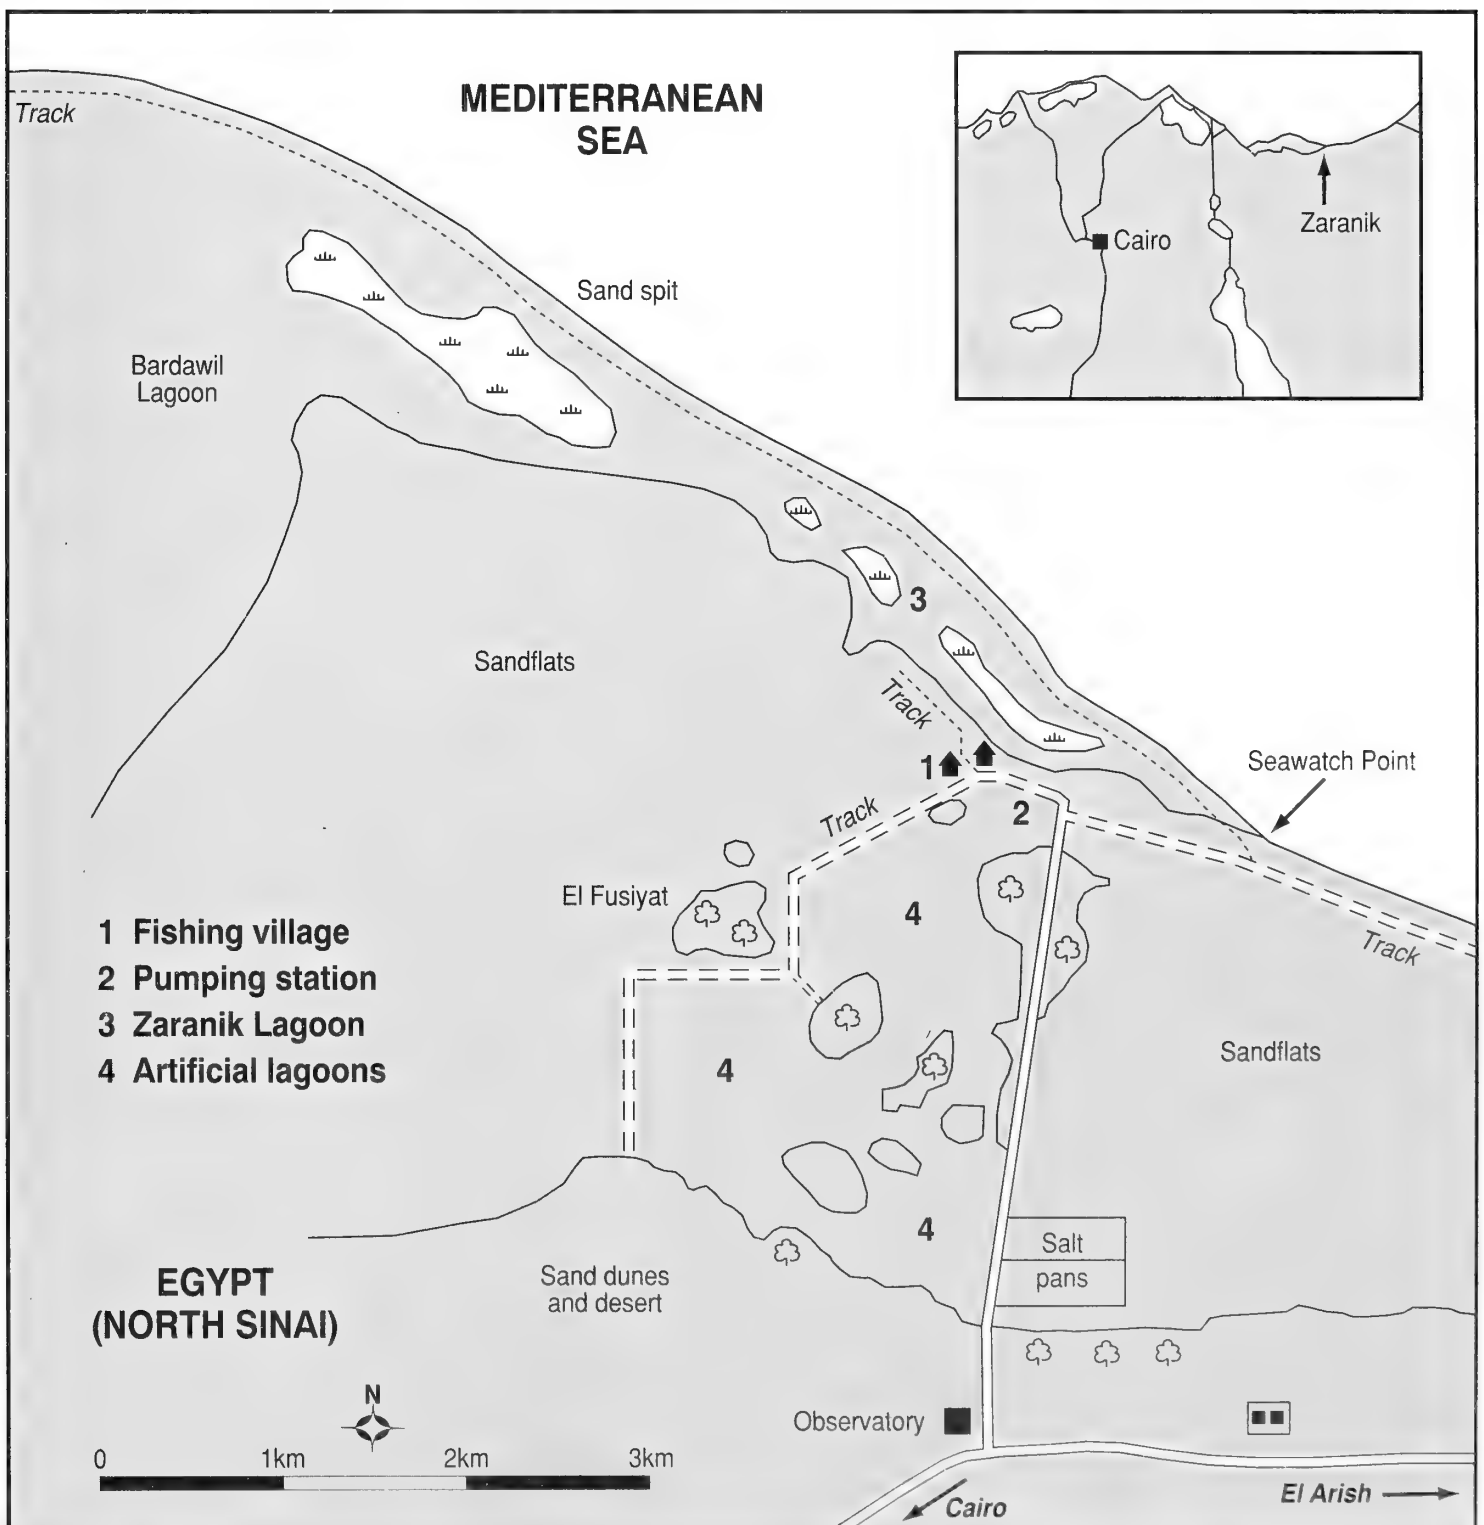 MEDITERRANEAN
SEA
Track
Cairo
Zaranik
Sand spit
Bardawil
Lagoon
3
Sandflats
Track
1
Seawatch Point
Track
2
El Fusiyat
4
Track
1 Fishing village
2 Pumping station
3 Zaranik Lagoon
4 Artificial lagoons
4
Sandflats
4
Salt
pans
EGYPT
(NORTH SINAI)
Sand dunes
and desert
N
Observatory
0 1km 2km 3km
Cairo
El Arish